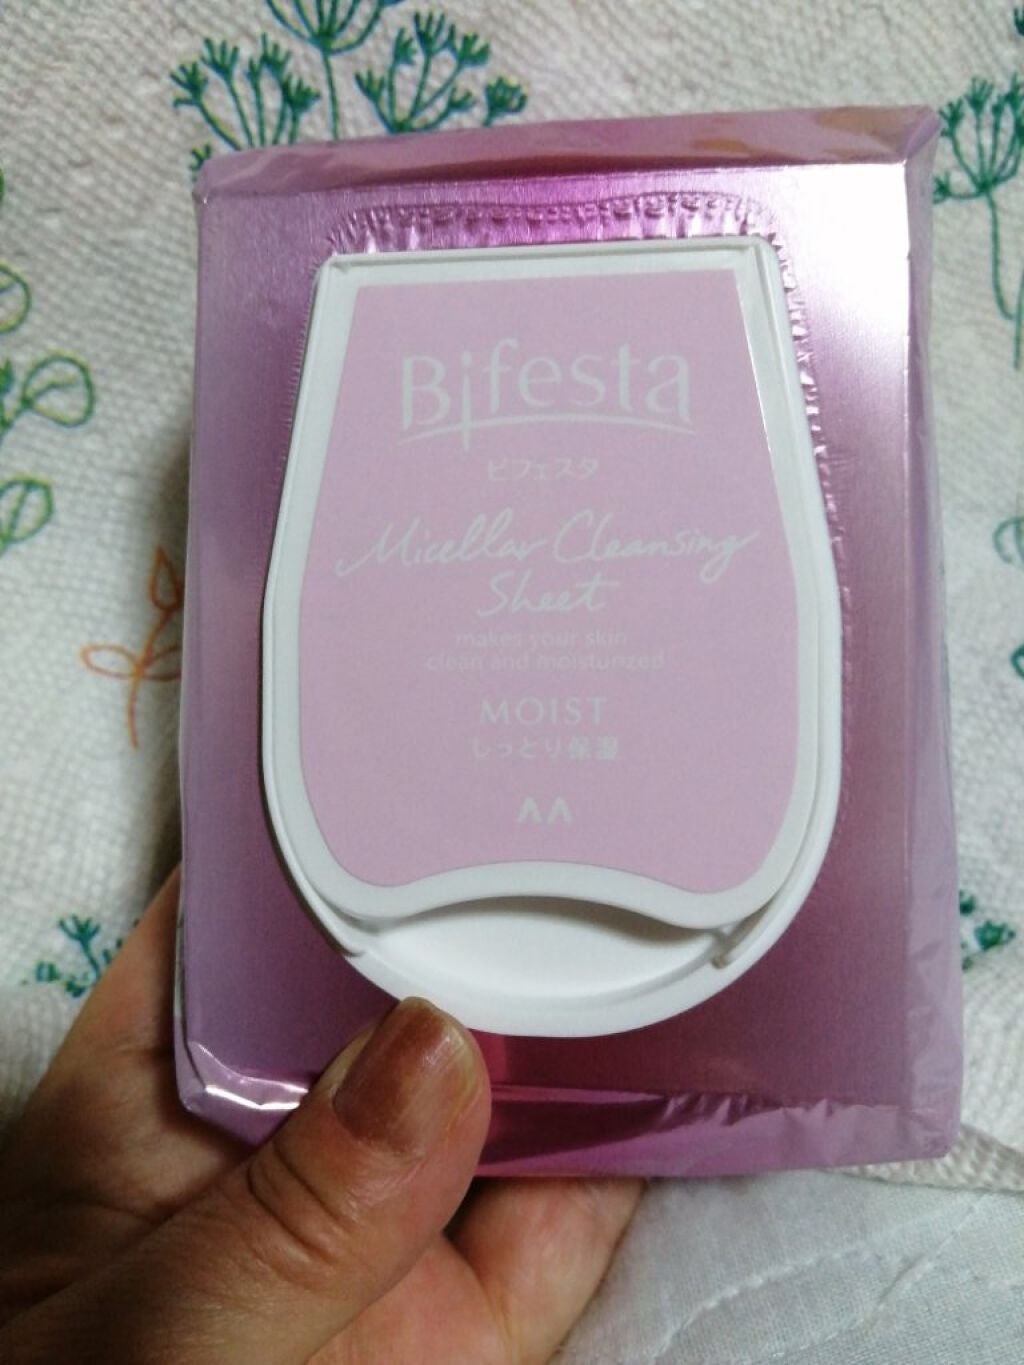 Bifesta
ビフェスタ
Micellar Cleansing
Sheet
makes your skin
clean and moisturized
MOIST
しっとり保湿